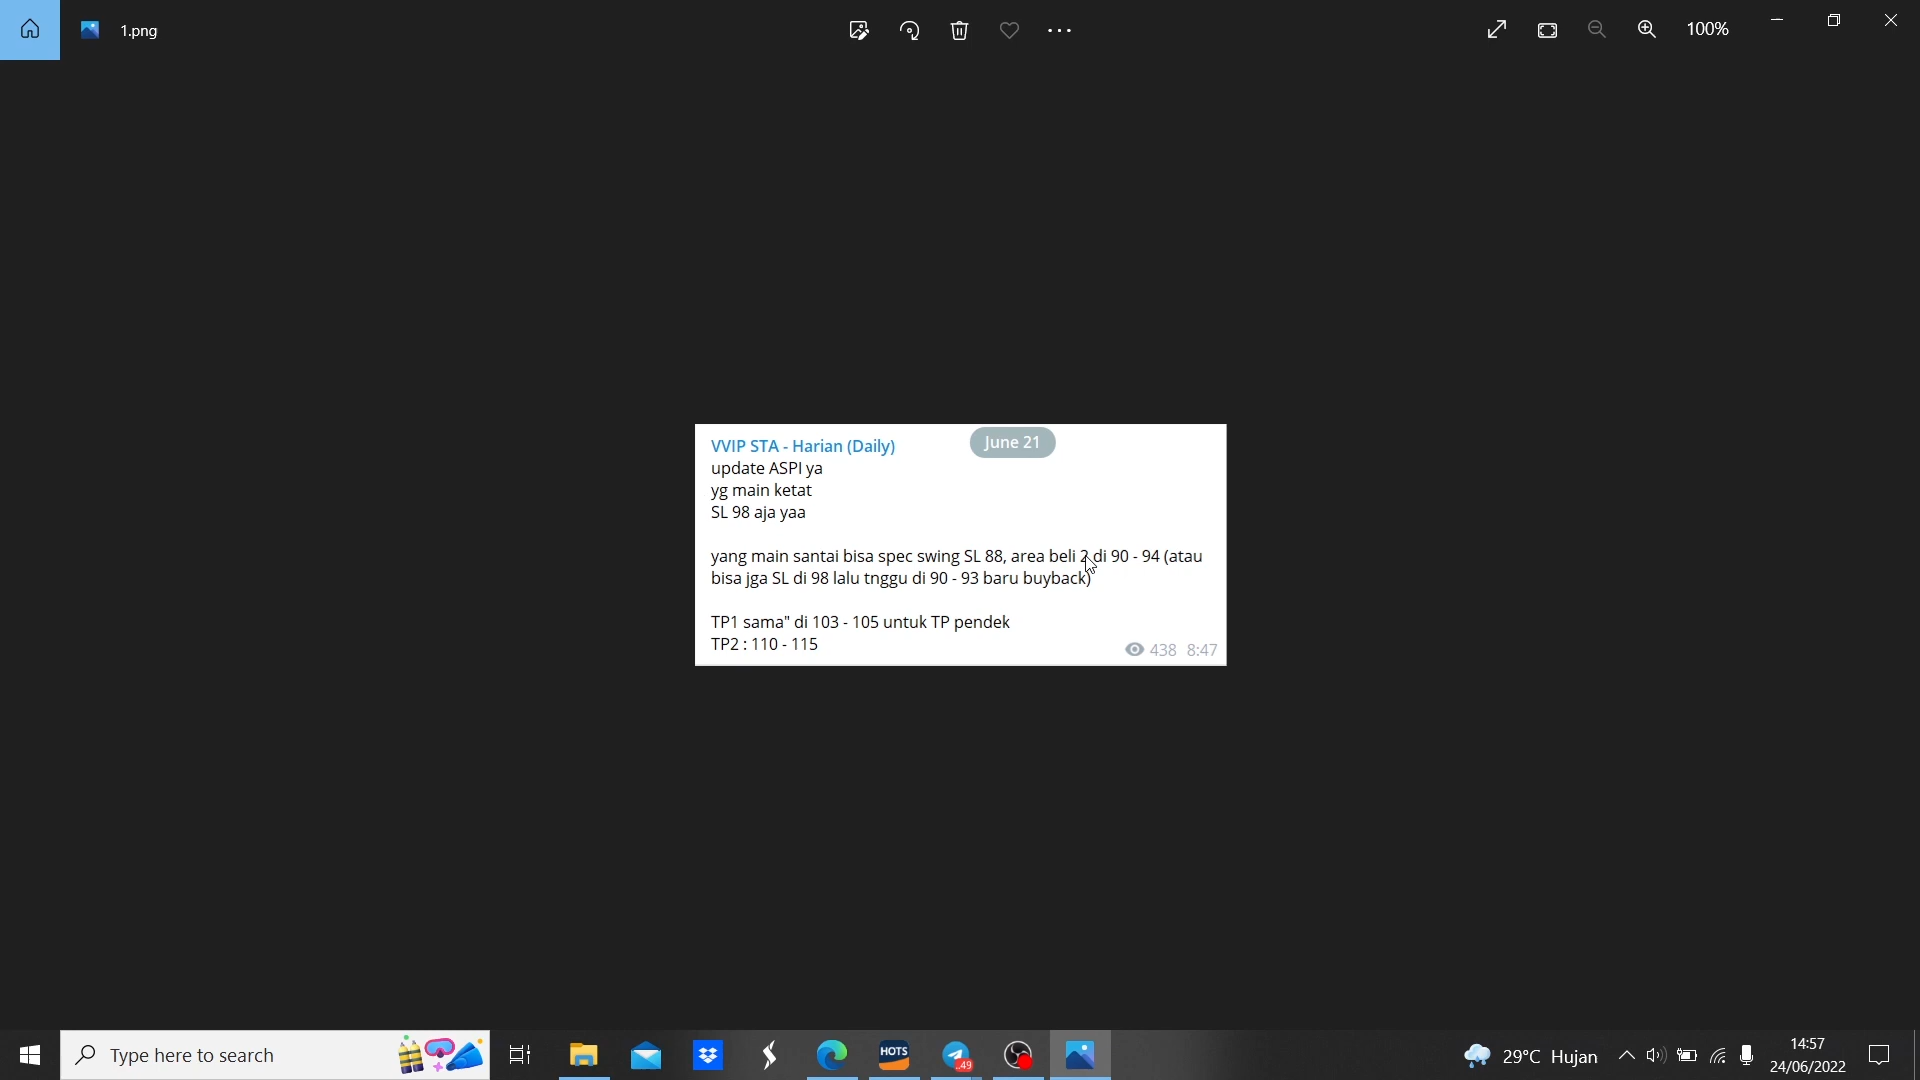 1.png
100%
VVIP STA - Harian (Daily)
June 21
update ASPI ya
yg main ketat
SL 98 aja yaa
yang main santai bisa spec swing SL 88, area beli 2 di 90 - 94 (atau
bisa jga SL di 98 lalu tnggu di 90 - 93 baru buyback)
TP1 sama" di 103 - 105 untuk TP pendek
TP2 : 110 - 115
438 8:47
Type here to search
HOTS
..49
29°C Hujan
14:57
24/06/2022